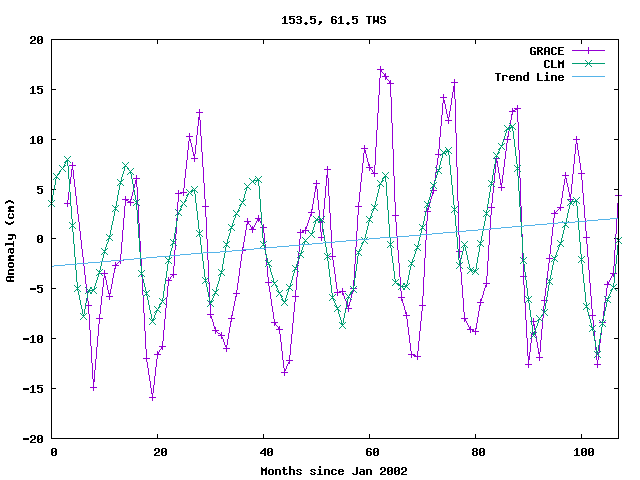 153.5, 61.5 TWS
GRACE
CLM
Trend Line
20
15
10
5
0
-5
-10
-15
-20
Anomaly (cm)
0 20 40 60 80 100
Months since Jan 2002